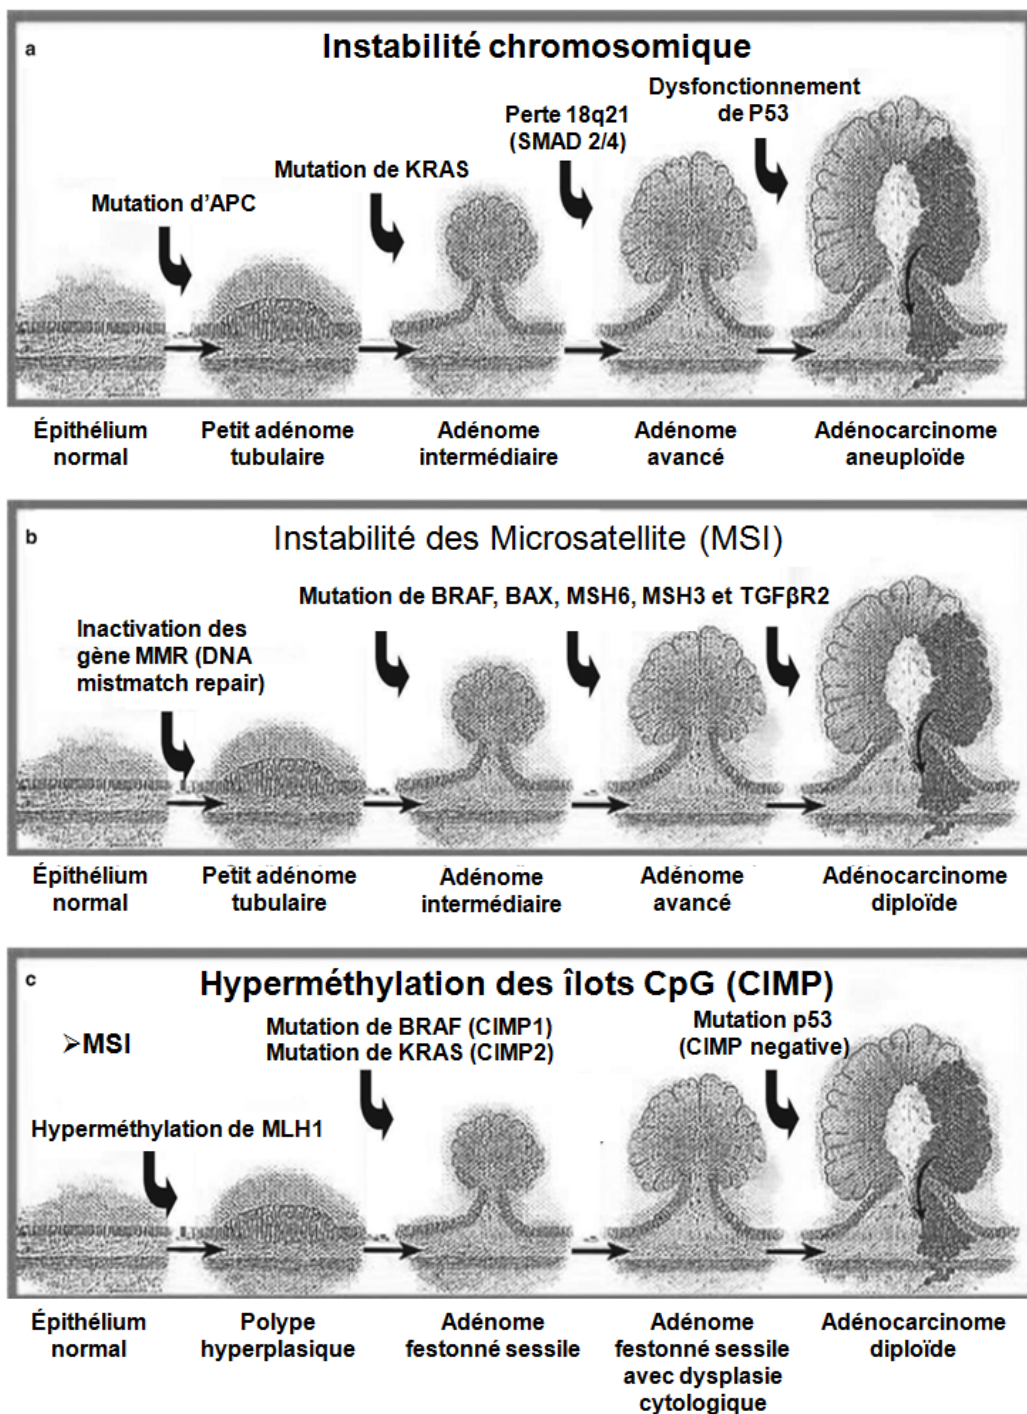 a
Instabilité chromosomique
Dysfonctionnement
de P53
Perte 18q21
(SMAD 2/4)
Mutation de KRAS
Mutation d'APC
Épithélium
normal
Petit adénome
tubulaire
Adénome
intermédiaire
Adénome
avancé
Adénocarcinome
aneuploïde
b
Instabilité des Microsatellite (MSI)
Mutation de BRAF, BAX, MSH6, MSH3 et TGFβR2
Inactivation des
gène MMR (DNA
mistmatch repair)
Épithélium
normal
Petit adénome
tubulaire
Adénome
intermédiaire
Adénome
avancé
Adénocarcinome
diploïde
c
Hyperméthylation des îlots CpG (CIMP)
➢MSI
Mutation de BRAF (CIMP1)
Mutation de KRAS (CIMP2)
Mutation p53
(CIMP negative)
Hyperméthylation de MLH1
Épithélium
normal
Polype
hyperplasique
Adénome
festonné sessile
Adénome
festonné sessile
avec dysplasie
cytologique
Adénocarcinome
diploïde